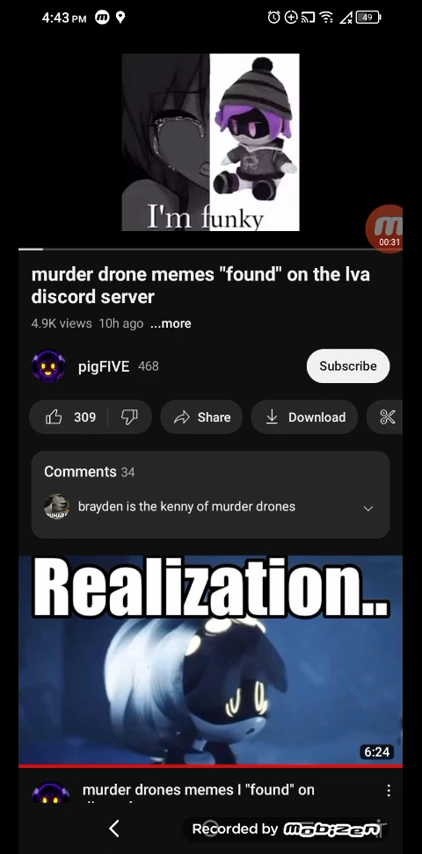 4:43 PM
49
I'm funky
00:31
murder drone memes "found" on the lva
discord server
4.9K views 10h ago ...more
pigFIVE 468
Subscribe
309
Share
Download
Comments 34
brayden is the kenny of murder drones
Realization..
6:24
murder drones memes I "found" on
Recorded by mobizen